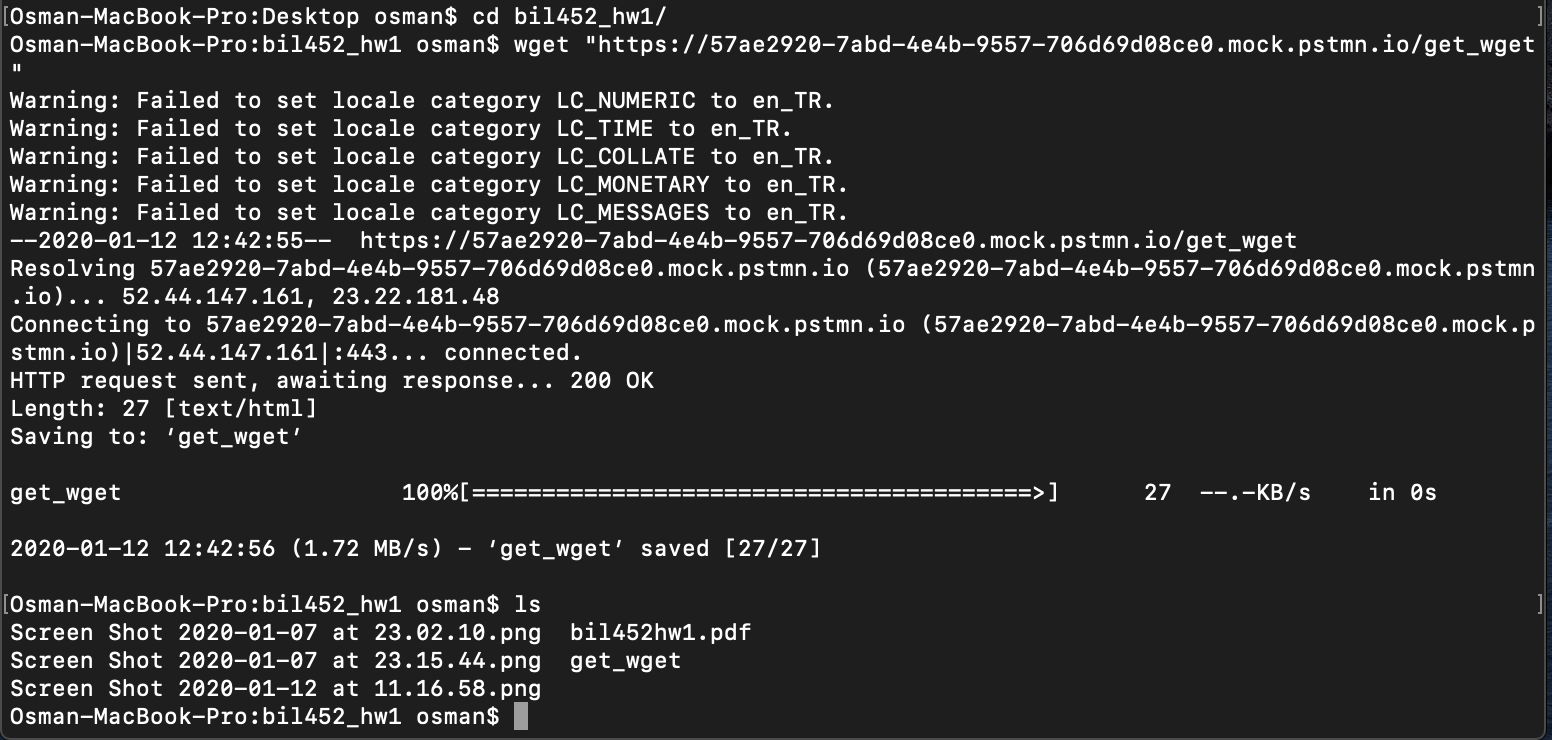 [Osman-MacBook-Pro:Desktop osman$ cd bil452_hw1/ ]
Osman-MacBook-Pro:bil452_hw1 osman$ wget "https://57ae2920-7abd-4e4b-9557-706d69d08ce0.mock.pstmn.io/get_wget
"
Warning: Failed to set locale category LC_NUMERIC to en_TR.
Warning: Failed to set locale category LC_TIME to en_TR.
Warning: Failed to set locale category LC_COLLATE to en_TR.
Warning: Failed to set locale category LC_MONETARY to en_TR.
Warning: Failed to set locale category LC_MESSAGES to en_TR.
--2020-01-12 12:42:55--  https://57ae2920-7abd-4e4b-9557-706d69d08ce0.mock.pstmn.io/get_wget
Resolving 57ae2920-7abd-4e4b-9557-706d69d08ce0.mock.pstmn.io (57ae2920-7abd-4e4b-9557-706d69d08ce0.mock.pstmn
.io)... 52.44.147.161, 23.22.181.48
Connecting to 57ae2920-7abd-4e4b-9557-706d69d08ce0.mock.pstmn.io (57ae2920-7abd-4e4b-9557-706d69d08ce0.mock.p
stmn.io)|52.44.147.161|:443... connected.
HTTP request sent, awaiting response... 200 OK
Length: 27 [text/html]
Saving to: ‘get_wget’
get_wget                    100%[========================================>]      27  --.-KB/s    in 0s
2020-01-12 12:42:56 (1.72 MB/s) - ‘get_wget’ saved [27/27]
[Osman-MacBook-Pro:bil452_hw1 osman$ ls ]
Screen Shot 2020-01-07 at 23.02.10.png  bil452hw1.pdf
Screen Shot 2020-01-07 at 23.15.44.png  get_wget
Screen Shot 2020-01-12 at 11.16.58.png
Osman-MacBook-Pro:bil452_hw1 osman$